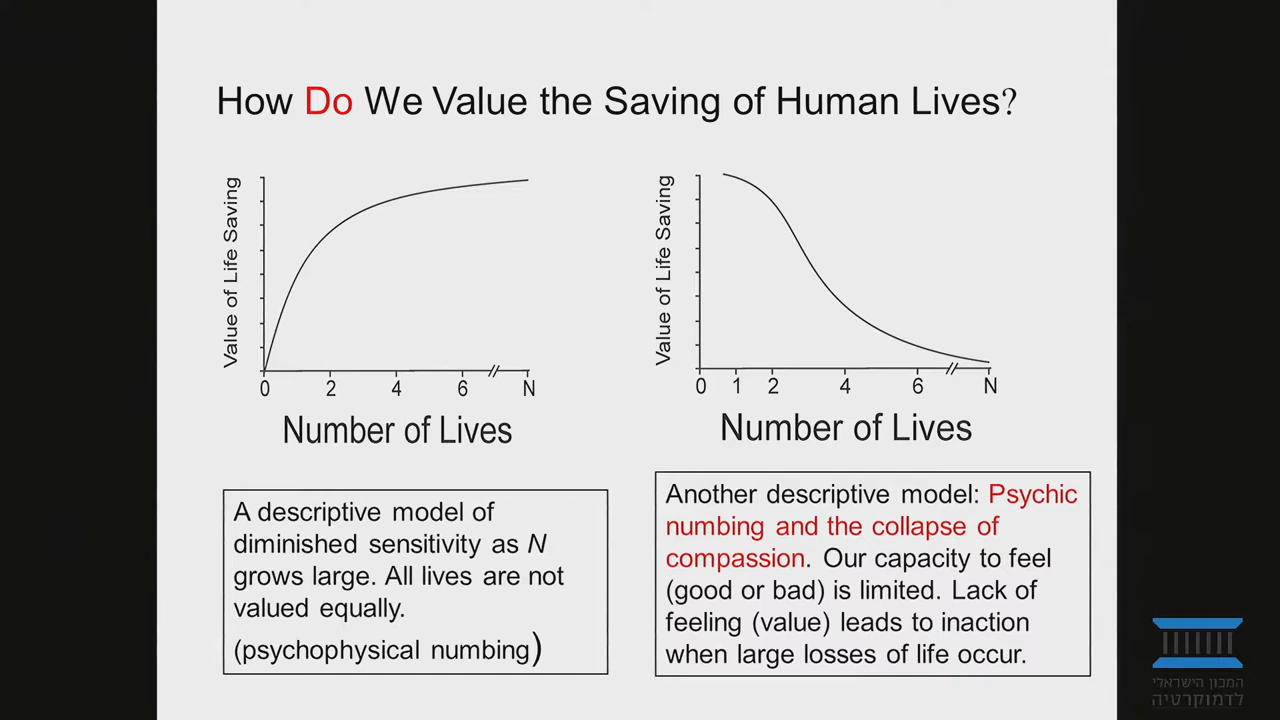 How Do We Value the Saving of Human Lives?
Value of Life Saving
0 2 4 6 N
Number of Lives
A descriptive model of
diminished sensitivity as N
grows large. All lives are not
valued equally.
(psychophysical numbing)
Value of Life Saving
0 1 2 4 6 N
Number of Lives
Another descriptive model: Psychic
numbing and the collapse of
compassion. Our capacity to feel
(good or bad) is limited. Lack of
feeling (value) leads to inaction
when large losses of life occur.
המכון הישראלי
לדמוקרטיה